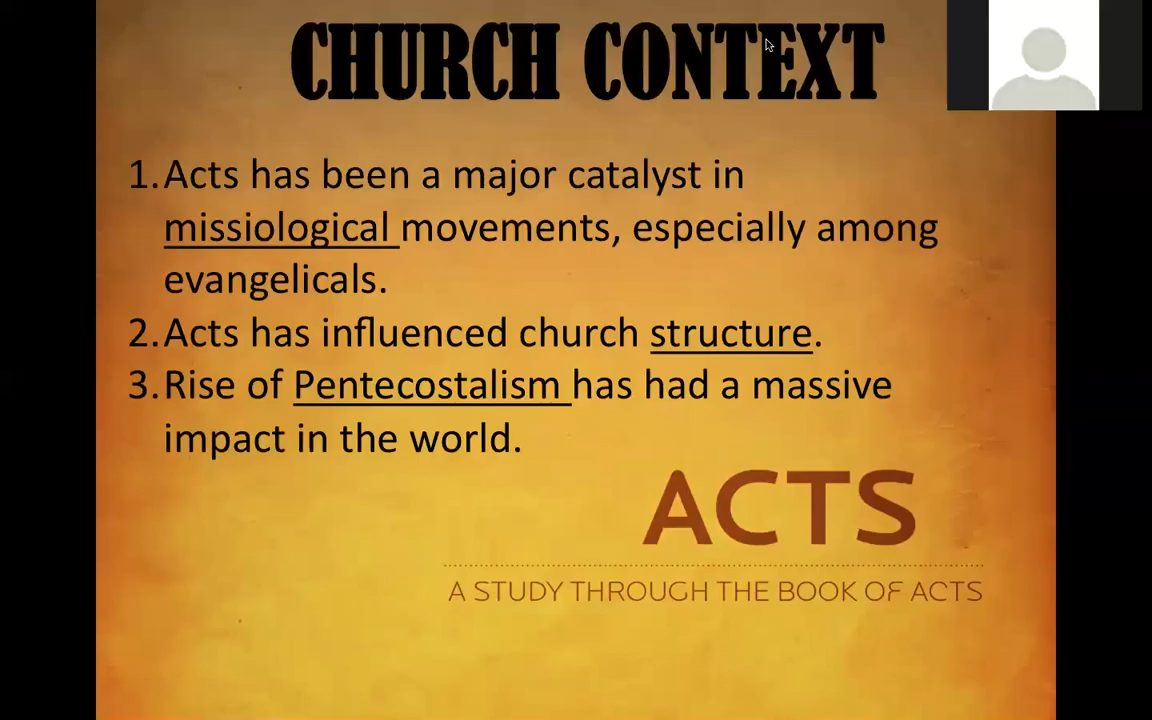 CHURCH CONTEXT
1. Acts has been a major catalyst in
missiological movements, especially among
evangelicals.
2. Acts has influenced church structure.
3. Rise of Pentecostalism has had a massive
impact in the world.
ACTS
A STUDY THROUGH THE BOOK OF ACTS